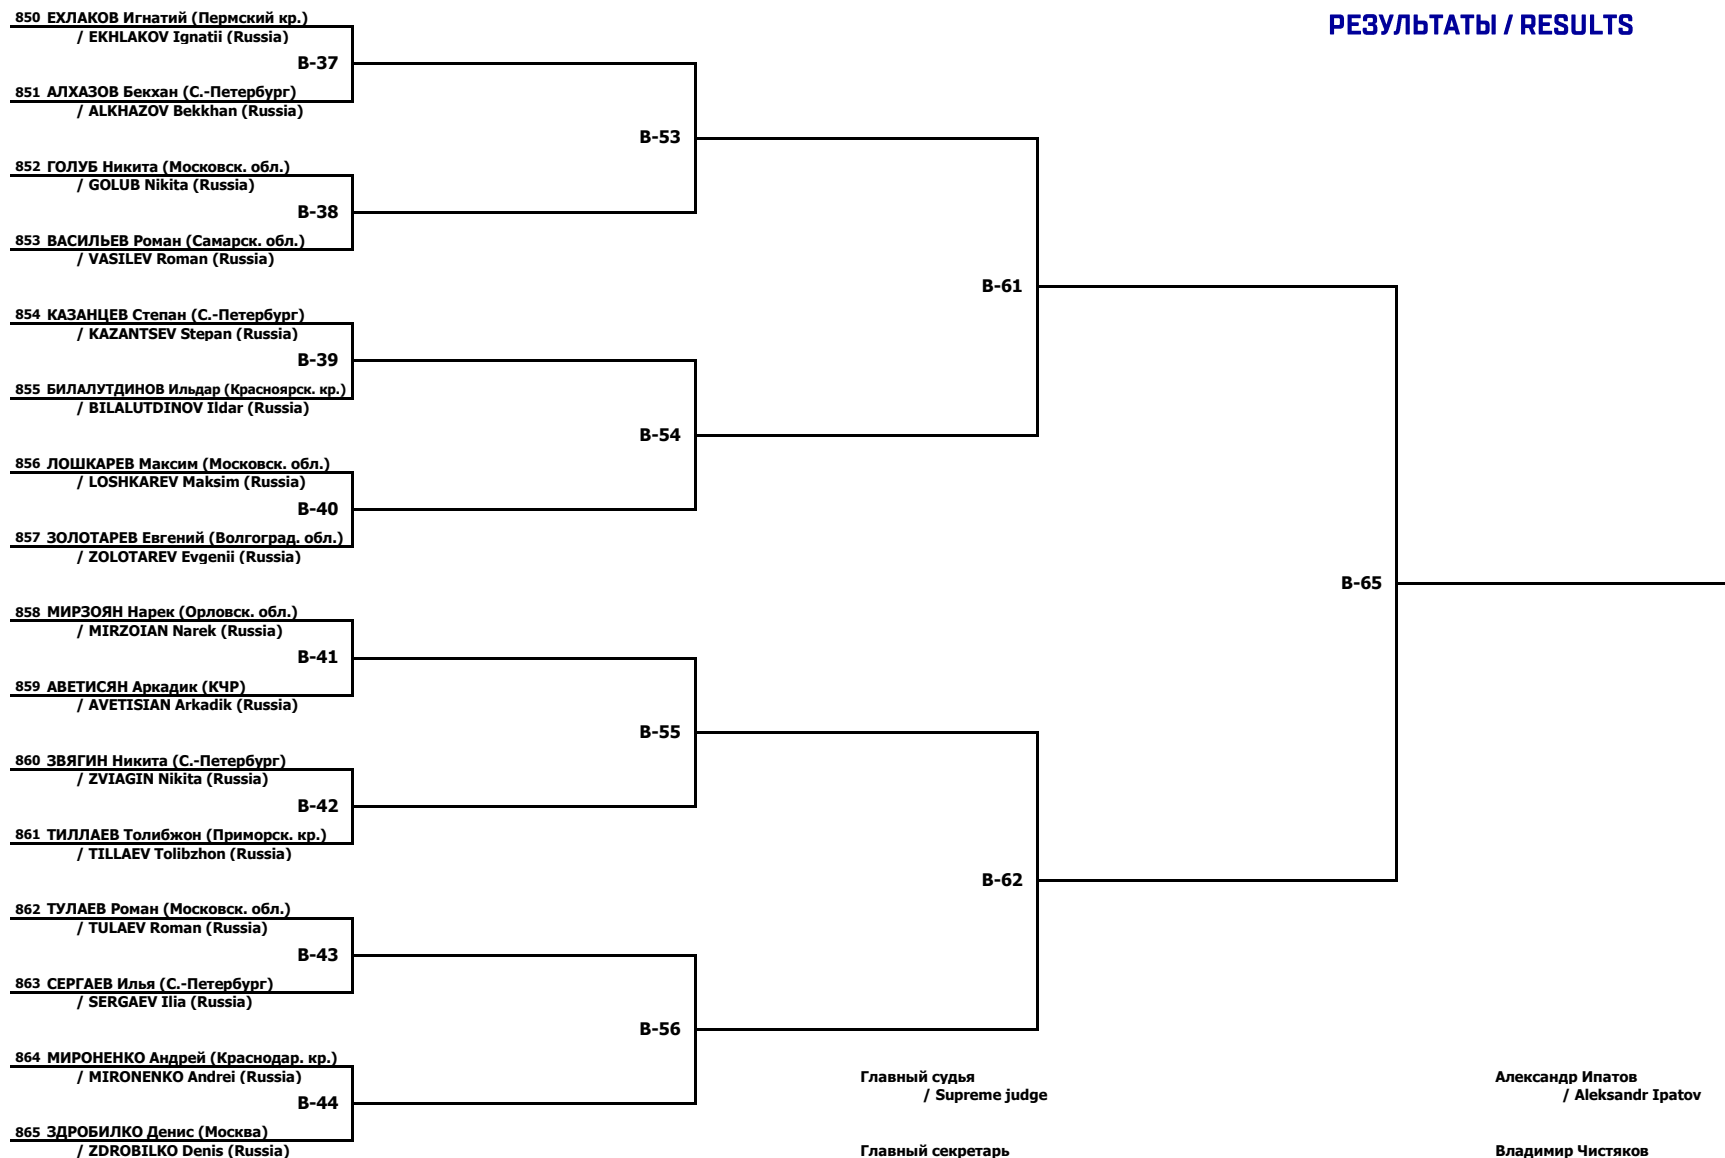 РЕЗУЛЬТАТЫ / RESULTS
850 ЕХЛАКОВ Игнатий (Пермский кр.)
/ EKHLAKOV Ignatii (Russia)
B-37
851 АЛХАЗОВ Бекхан (С.-Петербург)
/ ALKHAZOV Bekkhan (Russia)
B-53
852 ГОЛУБ Никита (Московск. обл.)
/ GOLUB Nikita (Russia)
B-38
853 ВАСИЛЬЕВ Роман (Самарск. обл.)
/ VASILEV Roman (Russia)
B-61
854 КАЗАНЦЕВ Степан (С.-Петербург)
/ KAZANTSEV Stepan (Russia)
B-39
855 БИЛАЛУТДИНОВ Ильдар (Красноярск. кр.)
/ BILALUTDINOV Ildar (Russia)
B-54
856 ЛОШКАРЕВ Максим (Московск. обл.)
/ LOSHKAREV Maksim (Russia)
B-40
857 ЗОЛОТАРЕВ Евгений (Волгоград. обл.)
/ ZOLOTAREV Evgenii (Russia)
B-65
858 МИРЗОЯН Нарек (Орловск. обл.)
/ MIRZOIAN Narek (Russia)
B-41
859 АВЕТИСЯН Аркадик (КЧР)
/ AVETISIAN Arkadik (Russia)
B-55
860 ЗВЯГИН Никита (С.-Петербург)
/ ZVIAGIN Nikita (Russia)
B-42
861 ТИЛЛАЕВ Толибжон (Приморск. кр.)
/ TILLAEV Tolibzhon (Russia)
B-62
862 ТУЛАЕВ Роман (Московск. обл.)
/ TULAEV Roman (Russia)
B-43
863 СЕРГАЕВ Илья (С.-Петербург)
/ SERGAEV Ilia (Russia)
B-56
864 МИРОНЕНКО Андрей (Краснодар. кр.)
/ MIRONENKO Andrei (Russia)
B-44
865 ЗДРОБИЛКО Денис (Москва)
/ ZDROBILKO Denis (Russia)
Главный судья
/ Supreme judge
Александр Ипатов
/ Aleksandr Ipatov
Главный секретарь
Владимир Чистяков